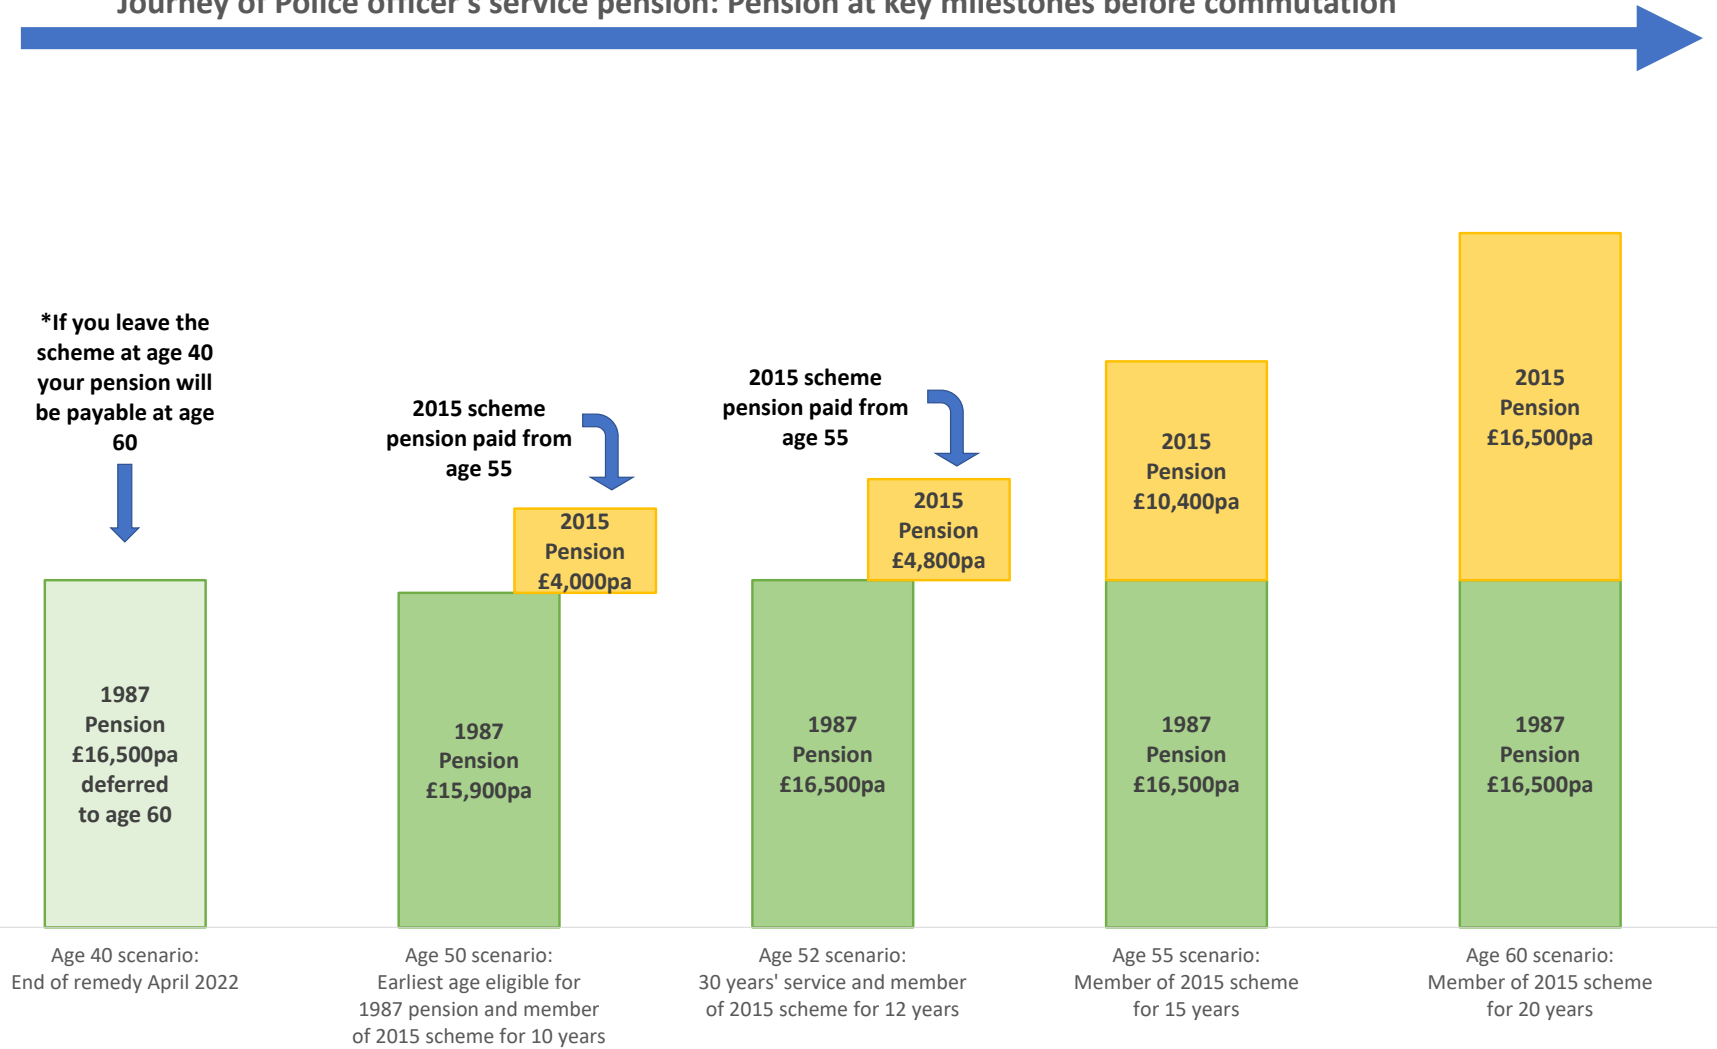 Journey of Police officer's service pension: Pension at key milestones before commutation
*If you leave the
scheme at age 40
your pension will
be payable at age
60
1987
Pension
£16,500pa
deferred
to age 60
Age 40 scenario:
End of remedy April 2022
2015 scheme
pension paid from
age 55
2015
Pension
£4,000pa
1987
Pension
£15,900pa
Age 50 scenario:
Earliest age eligible for
1987 pension and member
of 2015 scheme for 10 years
2015 scheme
pension paid from
age 55
2015
Pension
£4,800pa
1987
Pension
£16,500pa
Age 52 scenario:
30 years' service and member
of 2015 scheme for 12 years
2015
Pension
£10,400pa
1987
Pension
£16,500pa
Age 55 scenario:
Member of 2015 scheme
for 15 years
2015
Pension
£16,500pa
1987
Pension
£16,500pa
Age 60 scenario:
Member of 2015 scheme
for 20 years